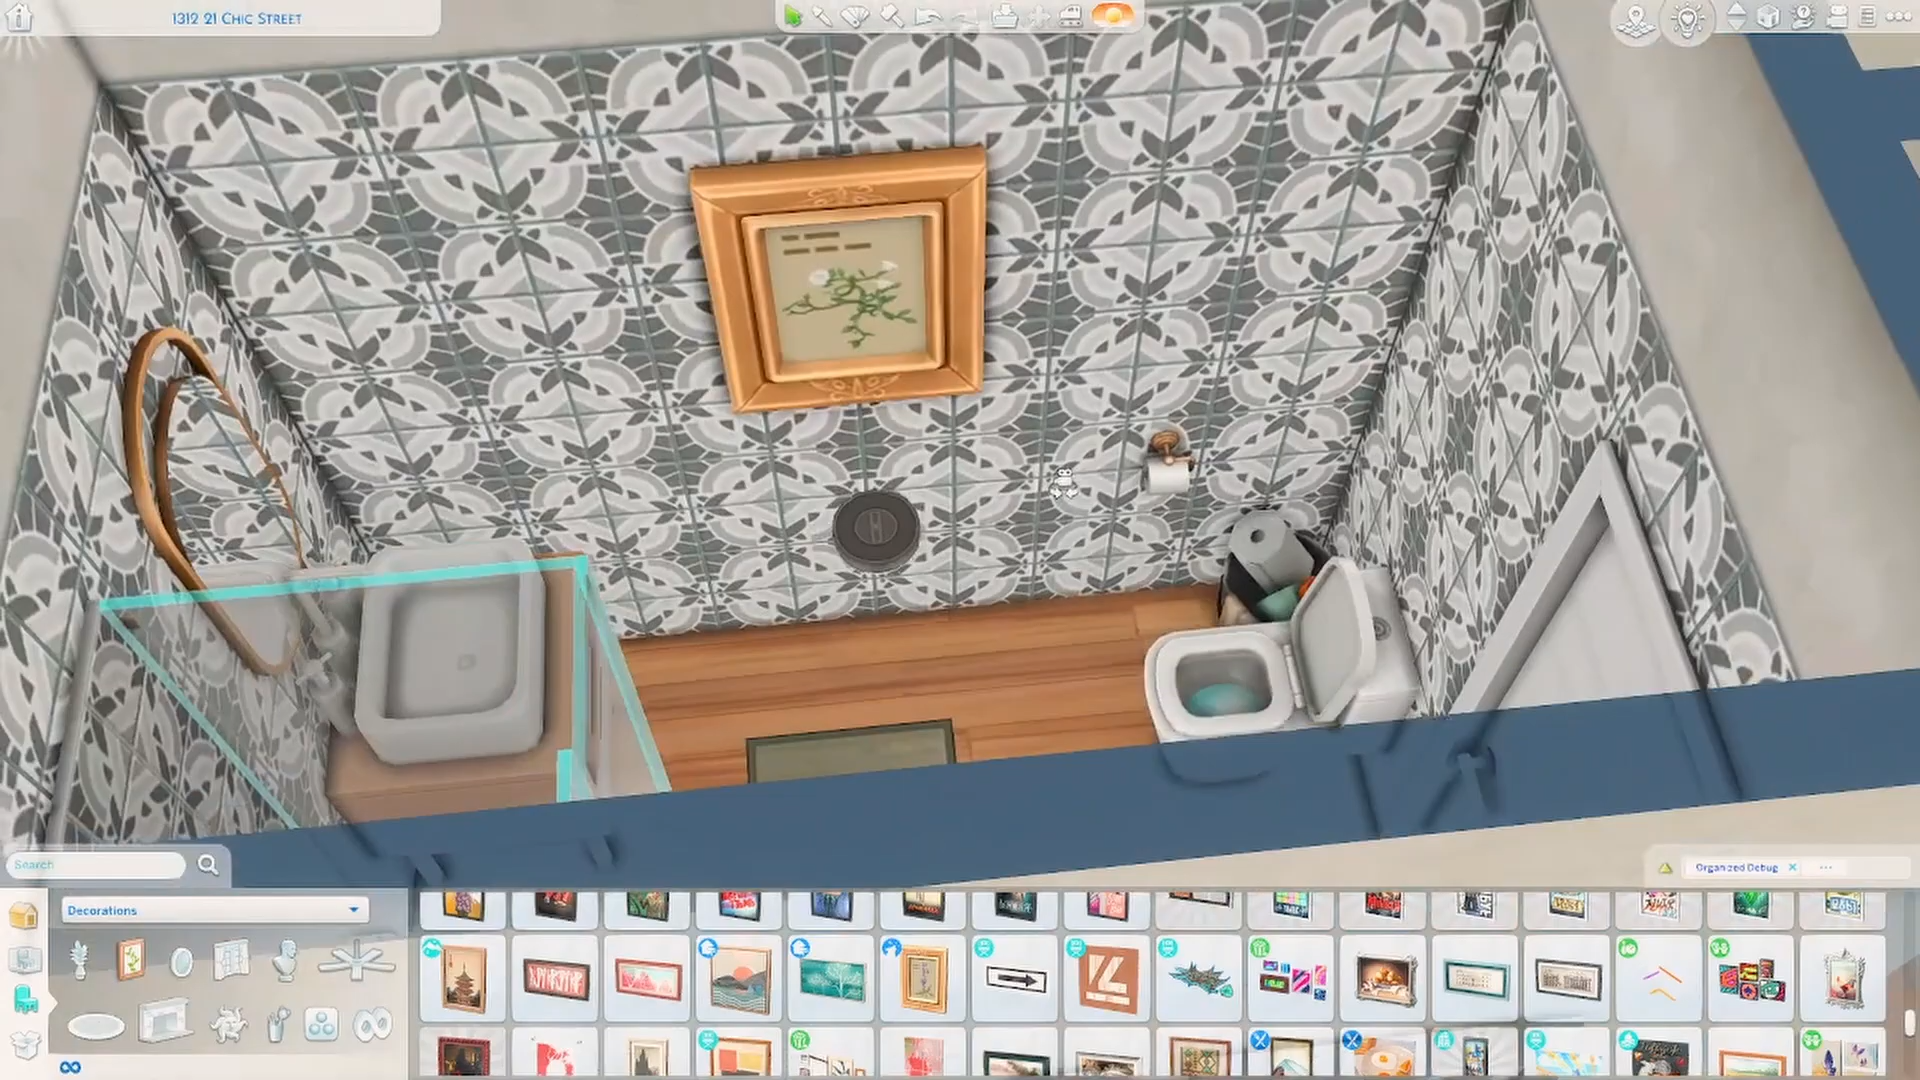 1312 21 Chic Street
Search
Organized Debug
Decorations